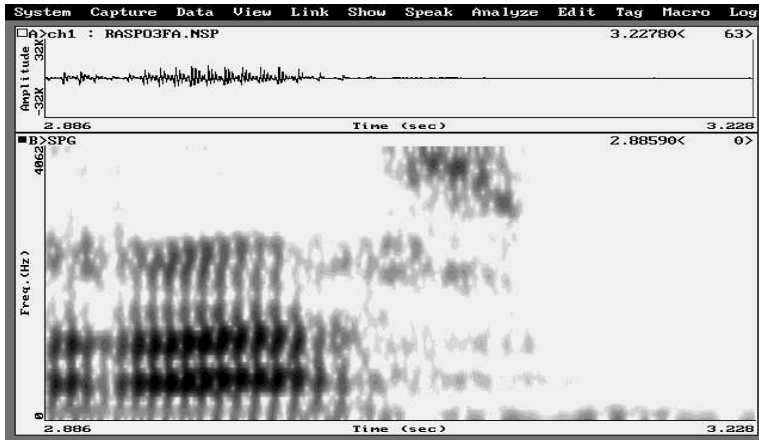 System Capture Data View Link Show Speak Analyze Edit Tag Macro Log
A>ch1 : RASPO3FA.NSP 3.22780< 63>
Amplitude
32K
-32K
2.886 Time (sec) 3.228
B>SPG 2.88590< 0>
4062
Freq.(Hz)
0
2.886 Time (sec) 3.228